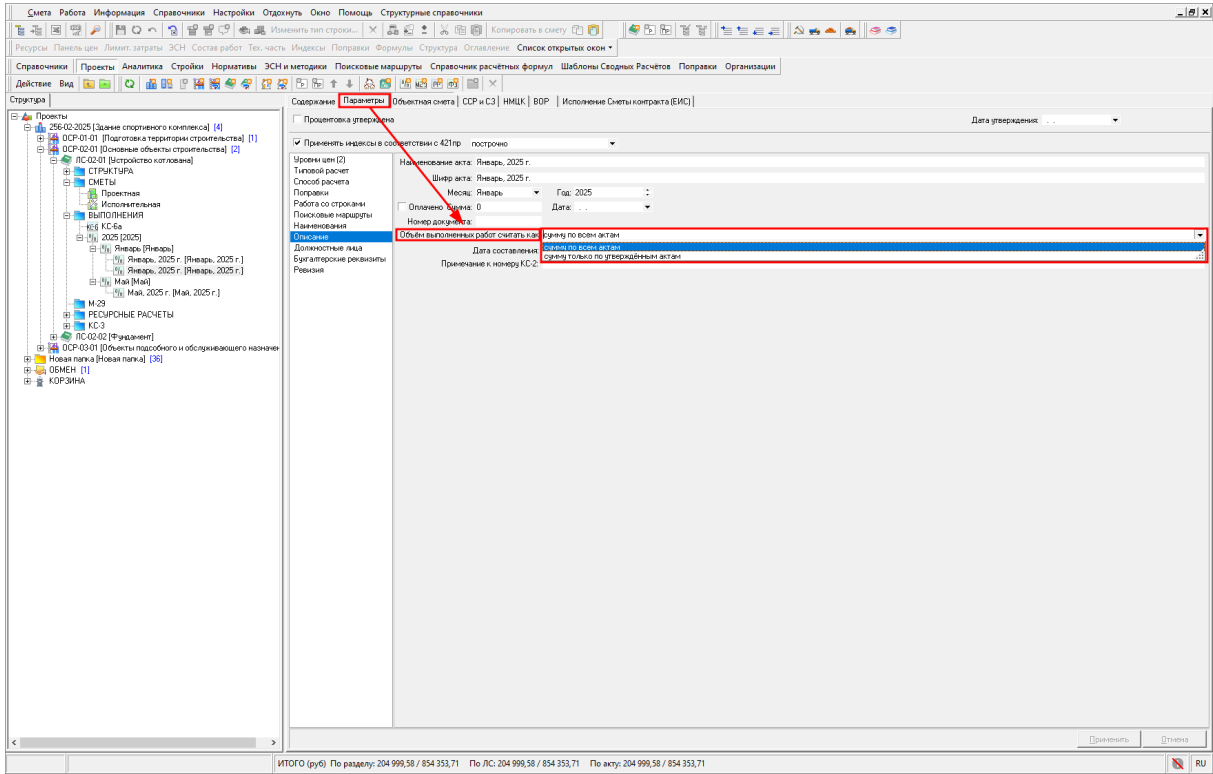 Смета Работа Информация Справочники Настройки Отдохнуть Окно Помощь Структурные справочники
Изменить тип строки... Копировать в смету
Ресурсы Панель цен Лимит. затраты ЭСН Состав работ Тех. часть Индексы Поправки Формулы Структура Оглавление Список открытых окон
Справочники Проекты Аналитика Стройки Нормативы ЭСН и методики Поисковые маршруты Справочник расчётных формул Шаблоны Сводных Расчётов Поправки Организации
Действие Вид
Структура
Содержание Параметры Объектная смета ССР и СЗ НМЦК ВОР Исполнение Сметы контракта (ЕИС)
Проекты
256-02-2025 [Здание спортивного комплекса] [4]
ОСР-01-01 [Подготовка территории строительства] [1]
ОСР-02-01 [Основные объекты строительства] [2]
ЛС-02-01 [Устройство котлована]
СТРУКТУРА
СМЕТЫ
Проектная
Исполнительная
ВЫПОЛНЕНИЯ
КС-6 КС-6а
2025 [2025]
Январь [Январь]
Январь, 2025 г. [Январь, 2025 г.]
Январь, 2025 г. [Январь, 2025 г.]
Май [Май]
Май, 2025 г. [Май, 2025 г.]
М-29
РЕСУРСНЫЕ РАСЧЕТЫ
КС-3
ЛС-02-02 [Фундамент]
ОСР-03-01 [Объекты подсобного и обслуживающего назначен
Новая папка [Новая папка] [36]
ОБМЕН [1]
КОРЗИНА
Процентовка утверждена
Дата утверждения: . .
Применять индексы в соответствии с 421пр построчно
Уровни цен (2)
Типовой расчет
Способ расчета
Поправки
Работа со строками
Поисковые маршруты
Наименования
Описание
Должностные лица
Бухгалтерские реквизиты
Ревизия
Наименование акта: Январь, 2025 г.
Шифр акта: Январь, 2025 г.
Месяц: Январь Год: 2025
Оплачено Сумма: 0 Дата: . .
Номер документа:
Объём выполненных работ считать как: сумму по всем актам
сумму по всем актам
сумму только по утверждённым актам
Дата составления:
Примечание к номеру КС-2:
Применить Отмена
ИТОГО (руб) По разделу: 204 999,58 / 854 353,71 По ЛС: 204 999,58 / 854 353,71 По акту: 204 999,58 / 854 353,71
RU